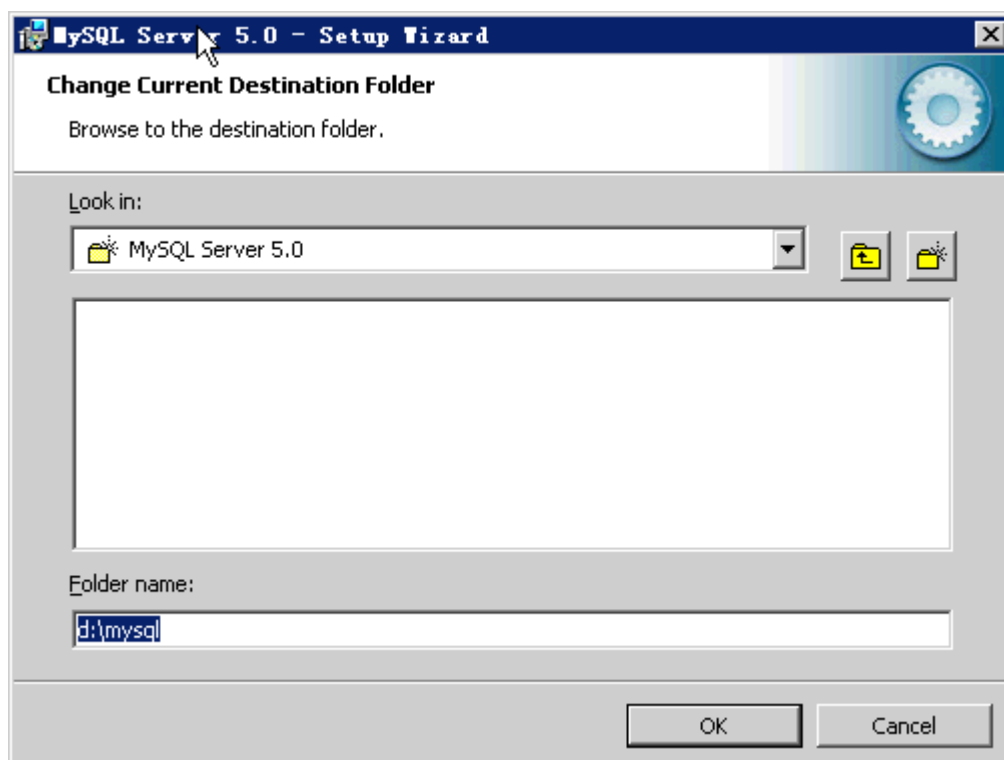 MySQL Server 5.0 - Setup Wizard
Change Current Destination Folder
Browse to the destination folder.
Look in:
MySQL Server 5.0
Folder name:
d:\mysql
OK Cancel